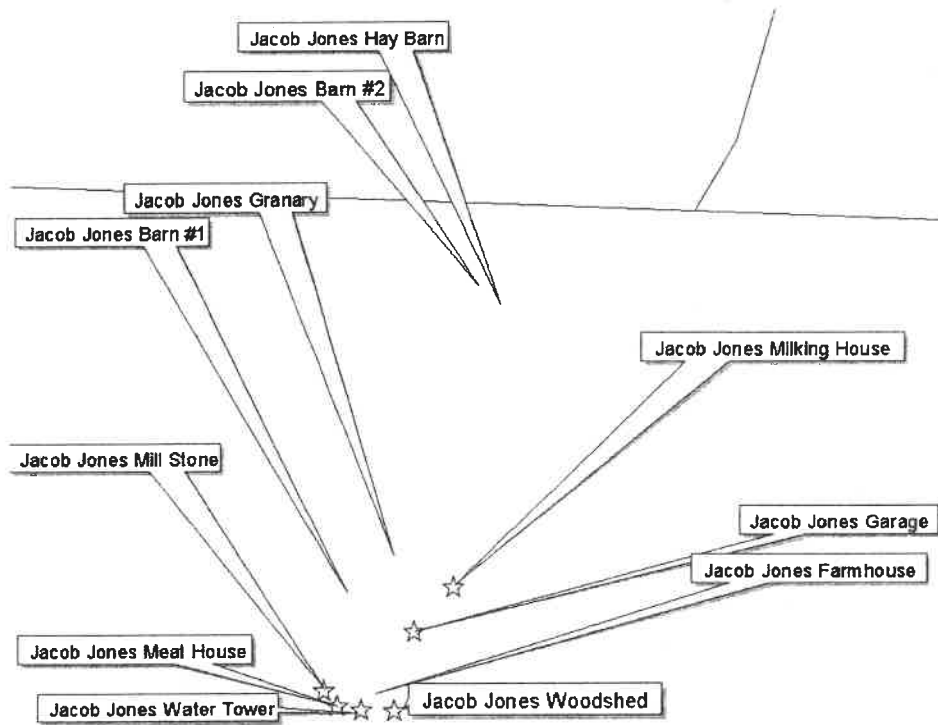 Jacob Jones Hay Barn
Jacob Jones Barn #2
Jacob Jones Granary
Jacob Jones Barn #1
Jacob Jones Milking House
Jacob Jones Mill Stone
Jacob Jones Garage
Jacob Jones Farmhouse
Jacob Jones Meat House
Jacob Jones Woodshed
Jacob Jones Water Tower